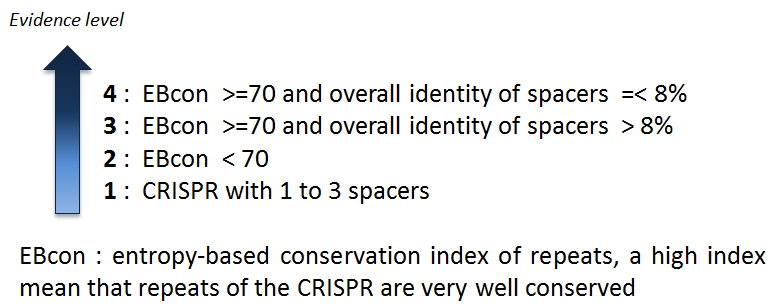 Evidence level
4 : EBcon >=70 and overall identity of spacers =< 8%
3 : EBcon >=70 and overall identity of spacers > 8%
2 : EBcon < 70
1 : CRISPR with 1 to 3 spacers
EBcon : entropy-based conservation index of repeats, a high index
mean that repeats of the CRISPR are very well conserved